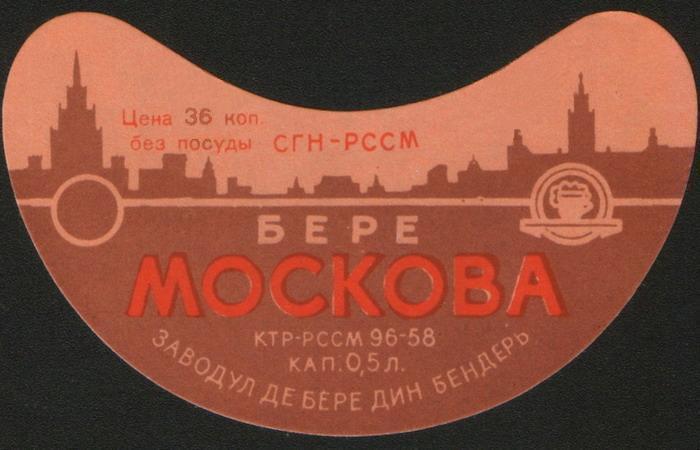 Цена 36 коп.
без посуды СГН-РССМ
БЕРЕ
МОСКОВА
КТР-РССМ 96-58
КАП. 0,5 л.
ЗАВОДУЛ ДЕ БЕРЕ ДИН БЕНДЕРЬ